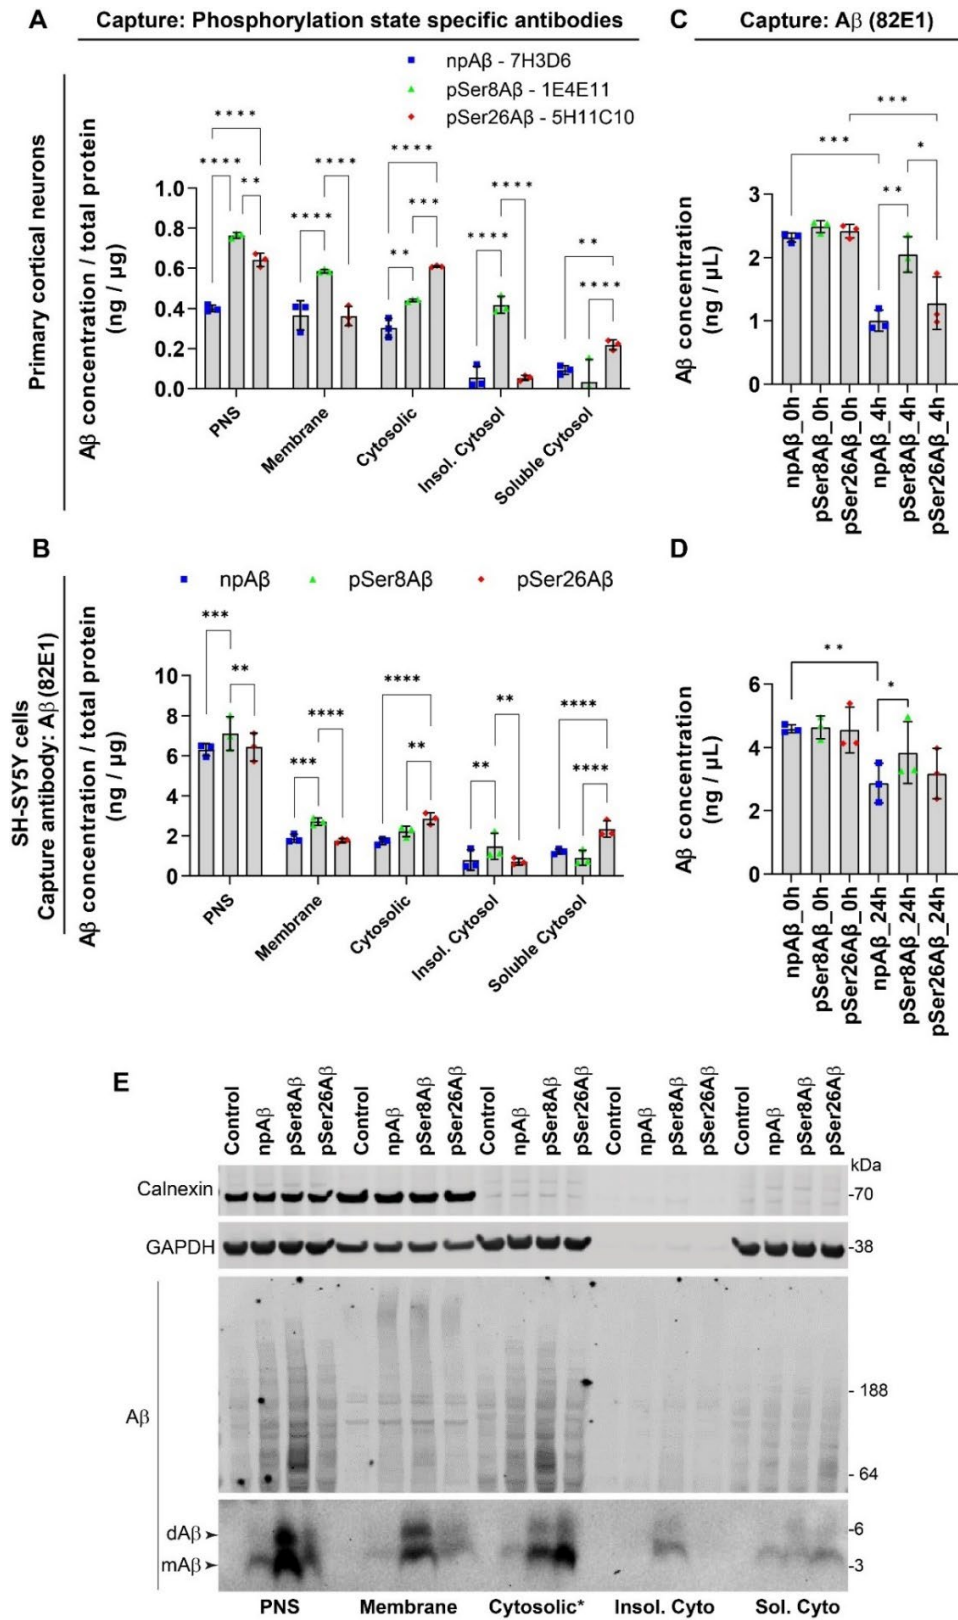 A
Capture: Phosphorylation state specific antibodies
npAβ - 7H3D6
pSer8Aβ - 1E4E11
pSer26Aβ - 5H11C10
Primary cortical neurons
Aβ concentration / total protein
(ng / µg)
1.0
0.8
0.6
0.4
0.2
0.0
**** **** ** **** **** **** *** ** **** **** ** ****
PNS
Membrane
Cytosolic
Insol. Cytosol
Soluble Cytosol
C
Capture: Aβ (82E1)
Aβ concentration
(ng / µL)
3
2
1
0
*** *** ** *
npAβ_0h
pSer8Aβ_0h
pSer26Aβ_0h
npAβ_4h
pSer8Aβ_4h
pSer26Aβ_4h
B
SH-SY5Y cells
Capture antibody: Aβ (82E1)
Aβ concentration / total protein
(ng / µg)
npAβ pSer8Aβ pSer26Aβ
10
8
6
4
2
0
*** ** *** **** **** ** ** ** **** ****
PNS
Membrane
Cytosolic
Insol. Cytosol
Soluble Cytosol
D
Aβ concentration
(ng / µL)
6
4
2
0
** *
npAβ_0h
pSer8Aβ_0h
pSer26Aβ_0h
npAβ_24h
pSer8Aβ_24h
pSer26Aβ_24h
E
Control npAβ pSer8Aβ pSer26Aβ Control npAβ pSer8Aβ pSer26Aβ Control npAβ pSer8Aβ pSer26Aβ Control npAβ pSer8Aβ pSer26Aβ Control npAβ pSer8Aβ pSer26Aβ
kDa
Calnexin -70
GAPDH -38
Aβ
- 188
- 64
dAβ -6
mAβ -3
PNS Membrane Cytosolic* Insol. Cyto Sol. Cyto